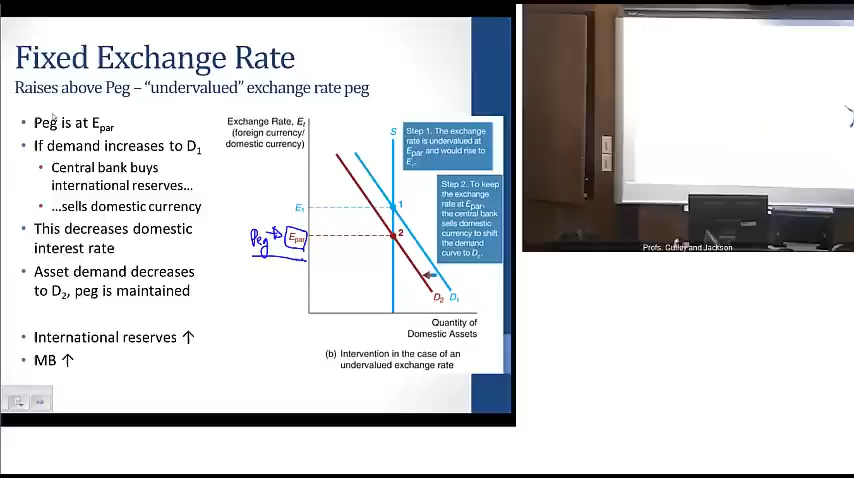 Fixed Exchange Rate
Raises above Peg – “undervalued” exchange rate peg
• Peg is at Epar
• If demand increases to D1
• Central bank buys
international reserves…
• …sells domestic currency
• This decreases domestic
interest rate
• Asset demand decreases
to D2, peg is maintained
• International reserves ↑
• MB ↑
Exchange Rate, Et
(foreign currency/
domestic currency)
S
Step 1. The exchange
rate is undervalued at
Epar and would rise to
E1.
Step 2. To keep the
exchange
rate at Epar,
the central bank
sells domestic
currency to shift
the demand
curve to D2.
E1
1
Peg → Epar
2
D2 D1
Quantity of
Domestic Assets
(b) Intervention in the case of an
undervalued exchange rate
Profs. Guley and Jackson